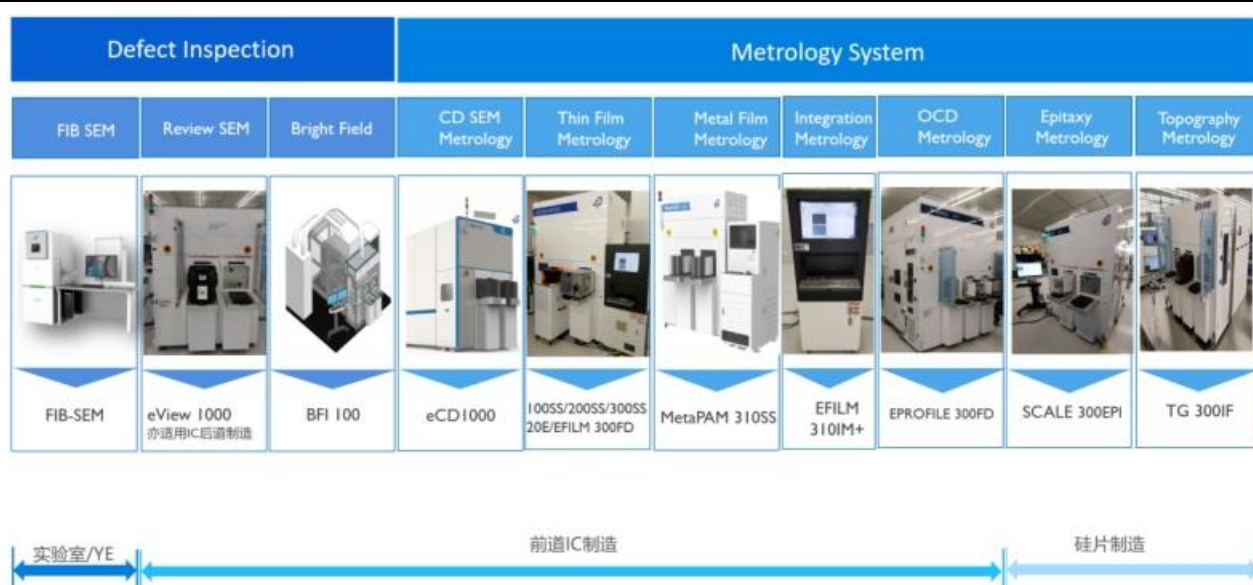 Defect Inspection
Metrology System
FIB SEM
Review SEM
Bright Field
CD SEM
Metrology
Thin Film
Metrology
Metal Film
Metrology
Integration
Metrology
OCD
Metrology
Epitaxy
Metrology
Topography
Metrology
FIB-SEM
eView 1000
亦适用IC后道制造
BFI 100
eCD1000
100SS/200SS/300SS
20E/EFILM 300FD
MetaPAM 310SS
EFILM
310IM+
EPROFILE 300FD
SCALE 300EPI
TG 300IF
实验室/YE
前道IC制造
硅片制造